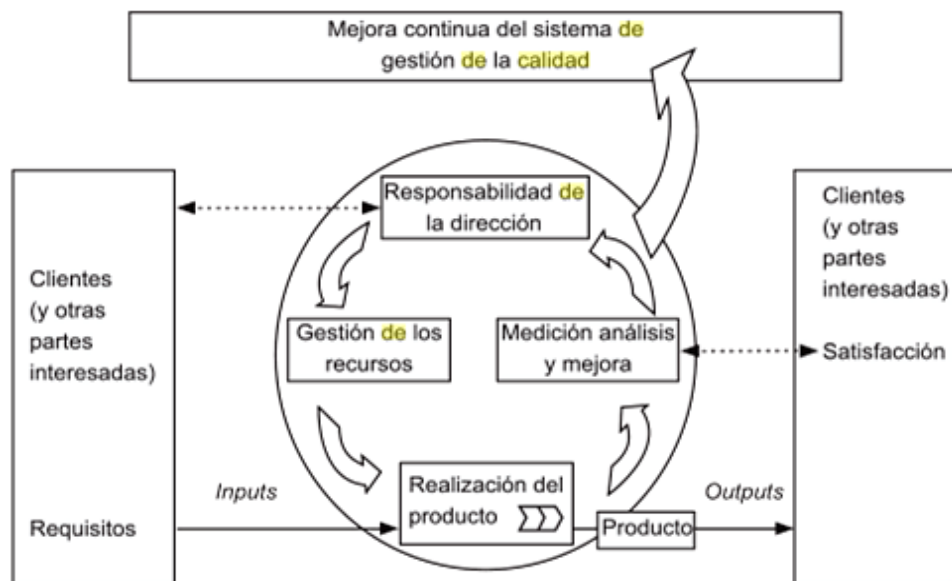 Mejora continua del sistema de
gestión de la calidad
Responsabilidad de
la dirección
Clientes
(y otras
partes
interesadas)
Clientes
(y otras
partes
interesadas)
Gestión de los
recursos
Medición análisis
y mejora
Satisfacción
Inputs
Realización del
producto
Outputs
Requisitos
Producto